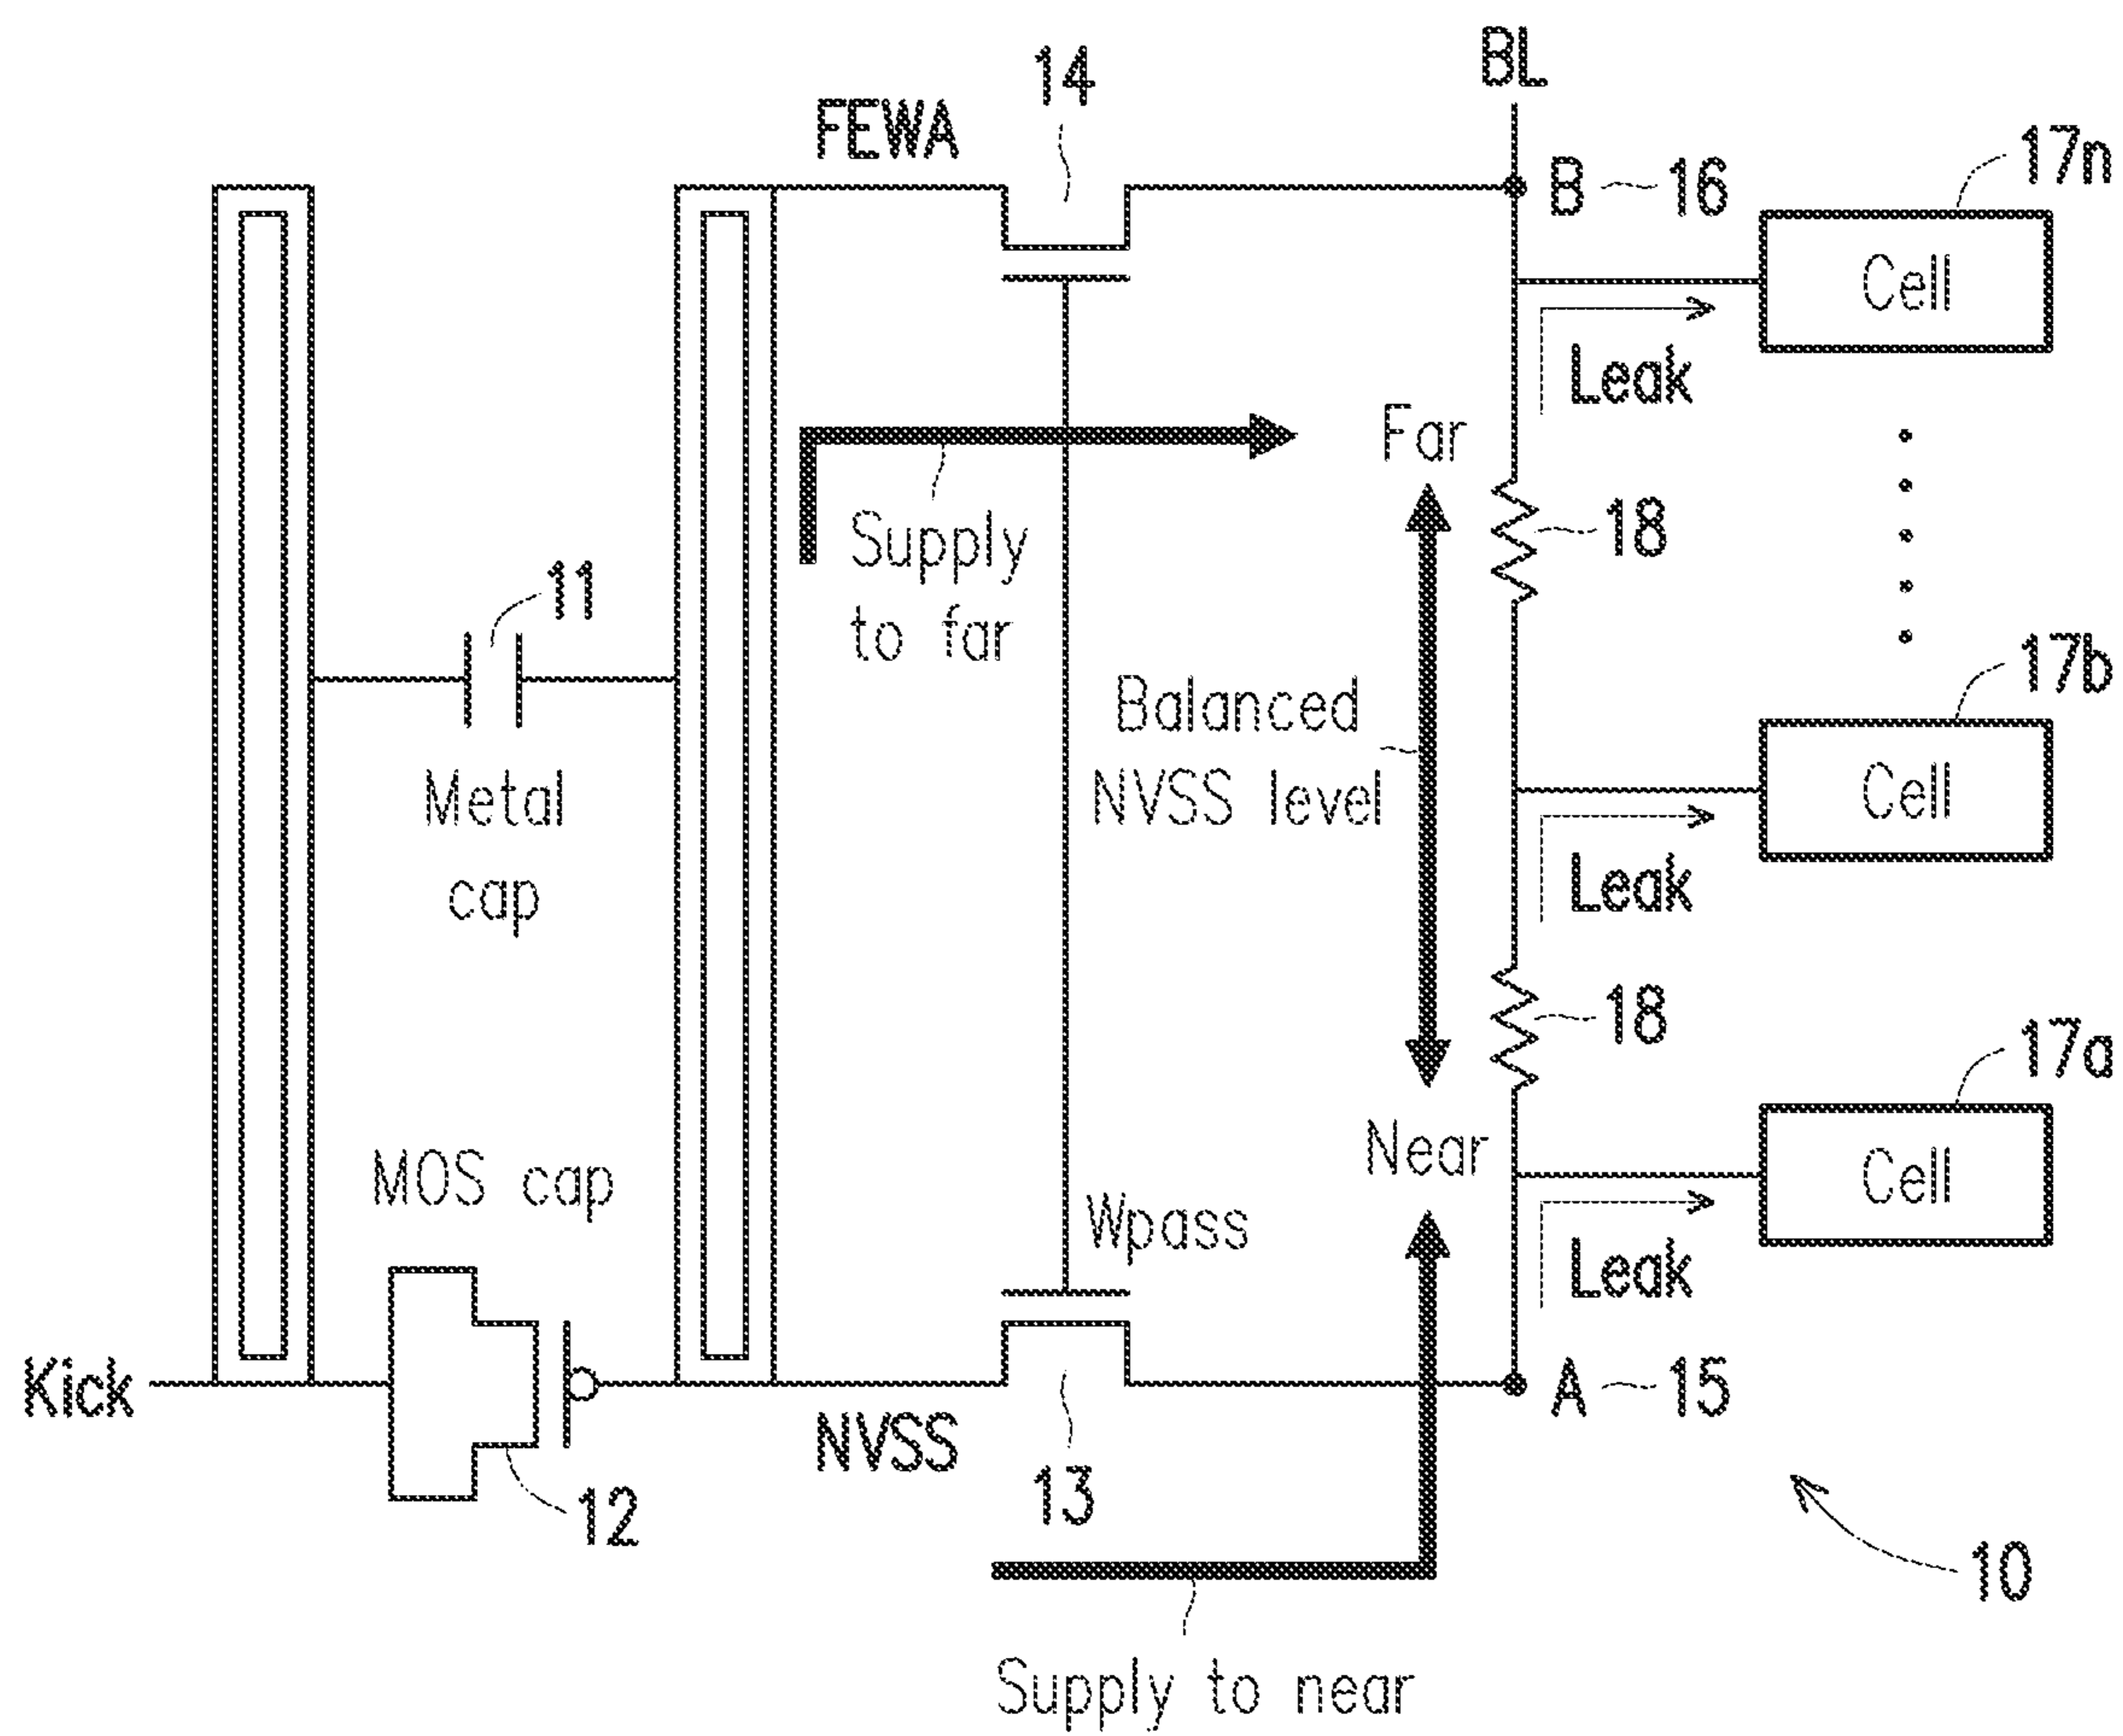 BL
14
FEWA
17n
B
16
Cell
Leak
Far
Supply
to far
18
11
17b
Balanced
NVSS level
Metal
cap
Cell
Leak
18
17a
Near
MOS cap
Cell
Wpass
Leak
Kick
A
15
NVSS
13
12
10
Supply to near